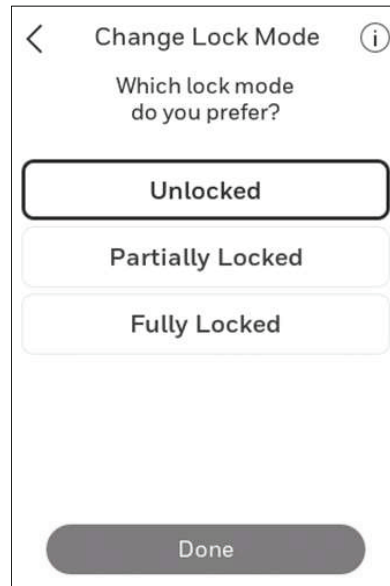 Change Lock Mode
Which lock mode
do you prefer?
Unlocked
Partially Locked
Fully Locked
Done